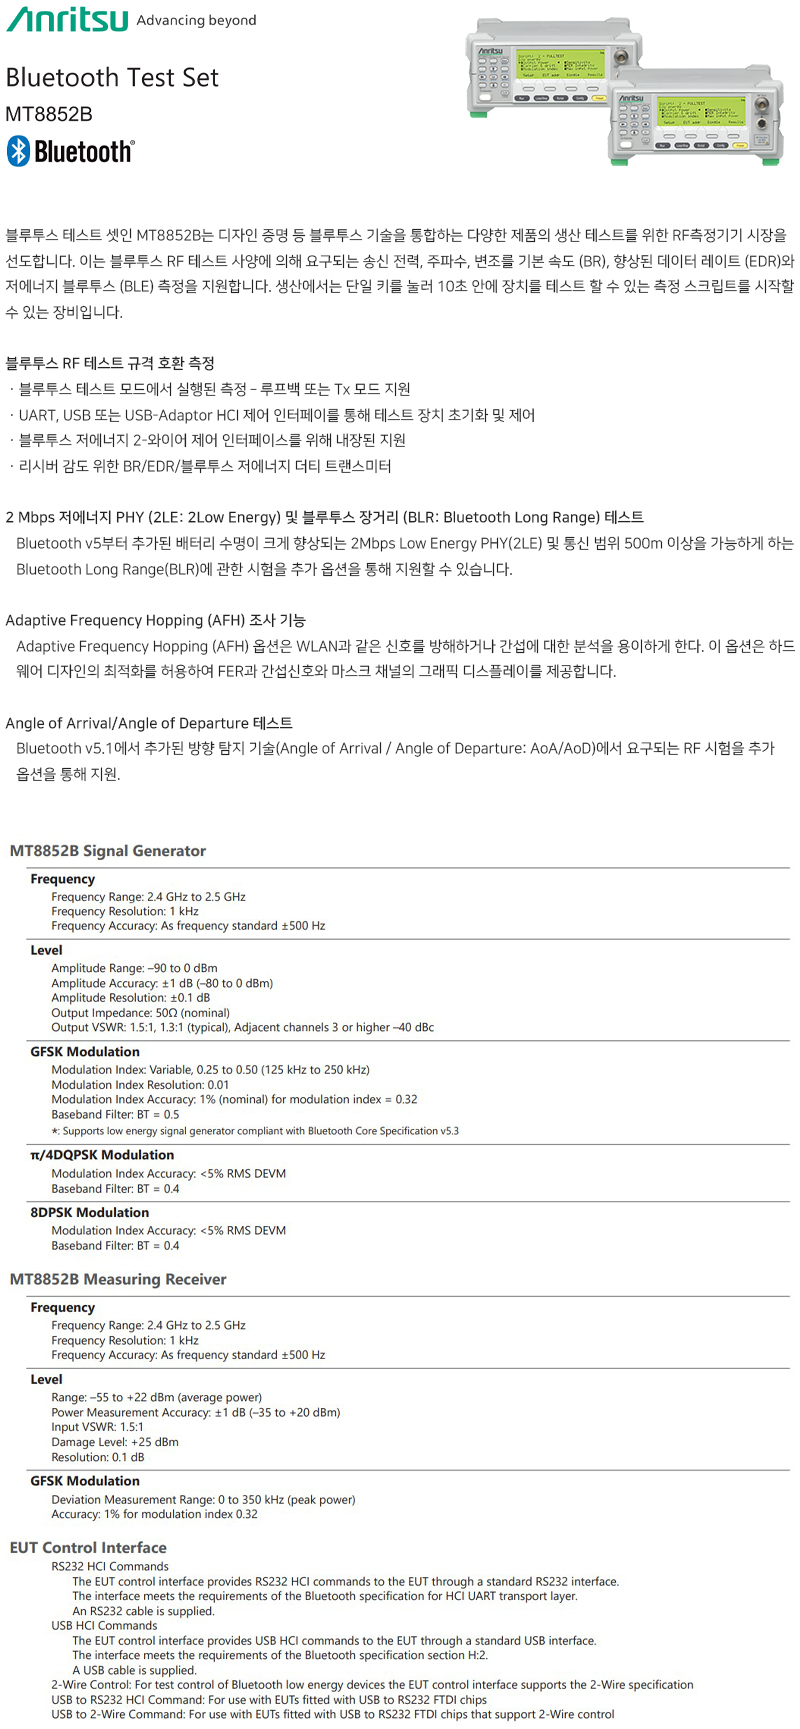 Anritsu Advancing beyond
Bluetooth Test Set
MT8852B
Bluetooth®
블루투스 테스트 셋인 MT8852B는 디자인 증명 등 블루투스 기술을 통합하는 다양한 제품의 생산 테스트를 위한 RF측정기기 시장을
선도합니다. 이는 블루투스 RF 테스트 사양에 의해 요구되는 송신 전력, 주파수, 변조를 기본 속도 (BR), 향상된 데이터 레이트 (EDR)와
저에너지 블루투스 (BLE) 측정을 지원합니다. 생산에서는 단일 키를 눌러 10초 안에 장치를 테스트 할 수 있는 측정 스크립트를 시작할
수 있는 장비입니다.
블루투스 RF 테스트 규격 호환 측정
· 블루투스 테스트 모드에서 실행된 측정 – 루프백 또는 Tx 모드 지원
· UART, USB 또는 USB-Adaptor HCI 제어 인터페이를 통해 테스트 장치 초기화 및 제어
· 블루투스 저에너지 2-와이어 제어 인터페이스를 위해 내장된 지원
· 리시버 감도 위한 BR/EDR/블루투스 저에너지 더티 트랜스미터
2 Mbps 저에너지 PHY (2LE: 2Low Energy) 및 블루투스 장거리 (BLR: Bluetooth Long Range) 테스트
Bluetooth v5부터 추가된 배터리 수명이 크게 향상되는 2Mbps Low Energy PHY(2LE) 및 통신 범위 500m 이상을 가능하게 하는
Bluetooth Long Range(BLR)에 관한 시험을 추가 옵션을 통해 지원할 수 있습니다.
Adaptive Frequency Hopping (AFH) 조사 기능
Adaptive Frequency Hopping (AFH) 옵션은 WLAN과 같은 신호를 방해하거나 간섭에 대한 분석을 용이하게 한다. 이 옵션은 하드
웨어 디자인의 최적화를 허용하여 FER과 간섭신호와 마스크 채널의 그래픽 디스플레이를 제공합니다.
Angle of Arrival/Angle of Departure 테스트
Bluetooth v5.1에서 추가된 방향 탐지 기술(Angle of Arrival / Angle of Departure: AoA/AoD)에서 요구되는 RF 시험을 추가
옵션을 통해 지원.
MT8852B Signal Generator
Frequency
Frequency Range: 2.4 GHz to 2.5 GHz
Frequency Resolution: 1 kHz
Frequency Accuracy: As frequency standard ±500 Hz
Level
Amplitude Range: –90 to 0 dBm
Amplitude Accuracy: ±1 dB (–80 to 0 dBm)
Amplitude Resolution: ±0.1 dB
Output Impedance: 50Ω (nominal)
Output VSWR: 1.5:1, 1.3:1 (typical), Adjacent channels 3 or higher –40 dBc
GFSK Modulation
Modulation Index: Variable, 0.25 to 0.50 (125 kHz to 250 kHz)
Modulation Index Resolution: 0.01
Modulation Index Accuracy: 1% (nominal) for modulation index = 0.32
Baseband Filter: BT = 0.5
*: Supports low energy signal generator compliant with Bluetooth Core Specification v5.3
π/4DQPSK Modulation
Modulation Index Accuracy: <5% RMS DEVM
Baseband Filter: BT = 0.4
8DPSK Modulation
Modulation Index Accuracy: <5% RMS DEVM
Baseband Filter: BT = 0.4
MT8852B Measuring Receiver
Frequency
Frequency Range: 2.4 GHz to 2.5 GHz
Frequency Resolution: 1 kHz
Frequency Accuracy: As frequency standard ±500 Hz
Level
Range: –55 to +22 dBm (average power)
Power Measurement Accuracy: ±1 dB (–35 to +20 dBm)
Input VSWR: 1.5:1
Damage Level: +25 dBm
Resolution: 0.1 dB
GFSK Modulation
Deviation Measurement Range: 0 to 350 kHz (peak power)
Accuracy: 1% for modulation index 0.32
EUT Control Interface
RS232 HCI Commands
The EUT control interface provides RS232 HCI commands to the EUT through a standard RS232 interface.
The interface meets the requirements of the Bluetooth specification for HCI UART transport layer.
An RS232 cable is supplied.
USB HCI Commands
The EUT control interface provides USB HCI commands to the EUT through a standard USB interface.
The interface meets the requirements of the Bluetooth specification section H:2.
A USB cable is supplied.
2-Wire Control: For test control of Bluetooth low energy devices the EUT control interface supports the 2-Wire specification
USB to RS232 HCI Command: For use with EUTs fitted with USB to RS232 FTDI chips
USB to 2-Wire Command: For use with EUTs fitted with USB to RS232 FTDI chips that support 2-Wire control